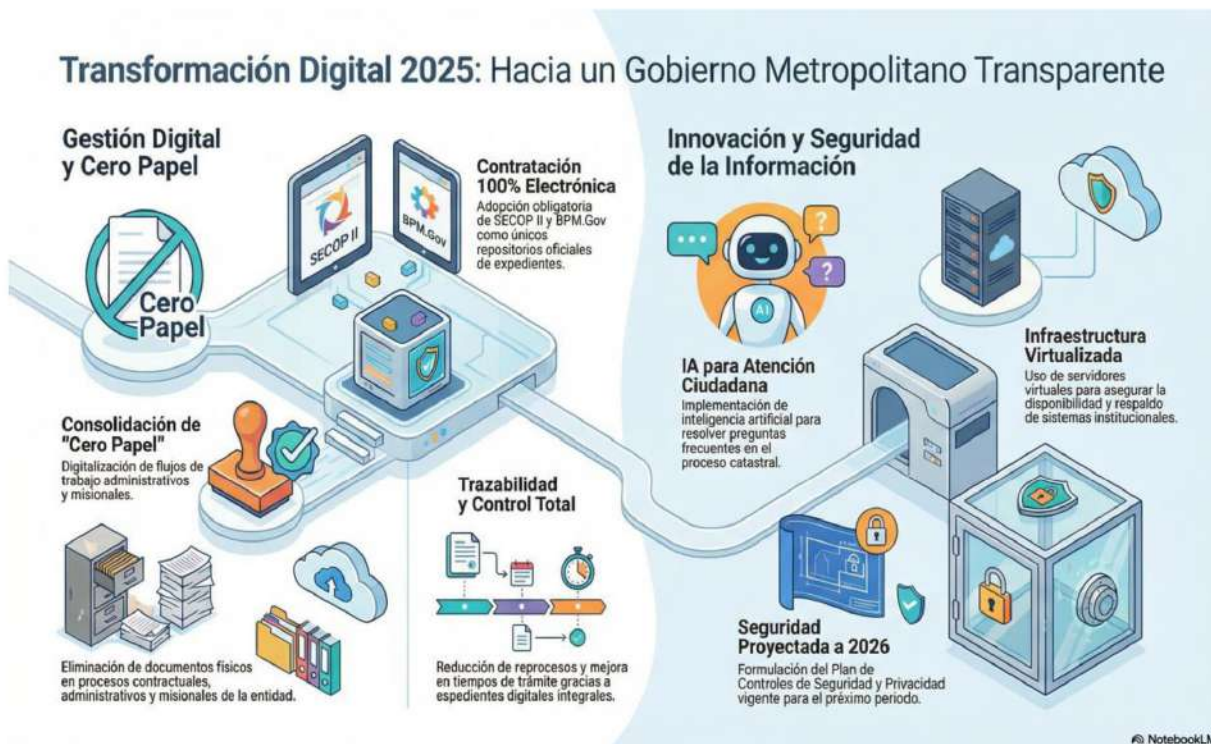 Transformación Digital 2025: Hacia un Gobierno Metropolitano Transparente
Gestión Digital
y Cero Papel
Cero
Papel
SECOP II
BPM.Gov
Contratación
100% Electrónica
Adopción obligatoria
de SECOP II y BPM.Gov
como únicos
repositorios oficiales
de expedientes.
Consolidación de
"Cero Papel"
Digitalización de flujos de
trabajo administrativos
y misionales.
Eliminación de documentos físicos
en procesos contractuales,
administrativos y misionales de la entidad.
Trazabilidad
y Control Total
Reducción de reprocesos y mejora
en tiempos de trámite gracias a
espedientes digitales integrales.
Innovación y Seguridad
de la Información
?
?
AI
IA para Atención
Ciudadana
Implementación de
inteligencia artificial para
resolver preguntas
frecuentes en el
proceso catastral.
Infraestructura
Virtualizada
Uso de servidores
virtuales para asegurar la
disponibilidad y respaldo
de sistemas institucionales.
Seguridad
Proyectada a 2026
Formulación del Plan de
Controles de Seguridad y Privacidad
vigente para el próximo periodo.
NotebookLM